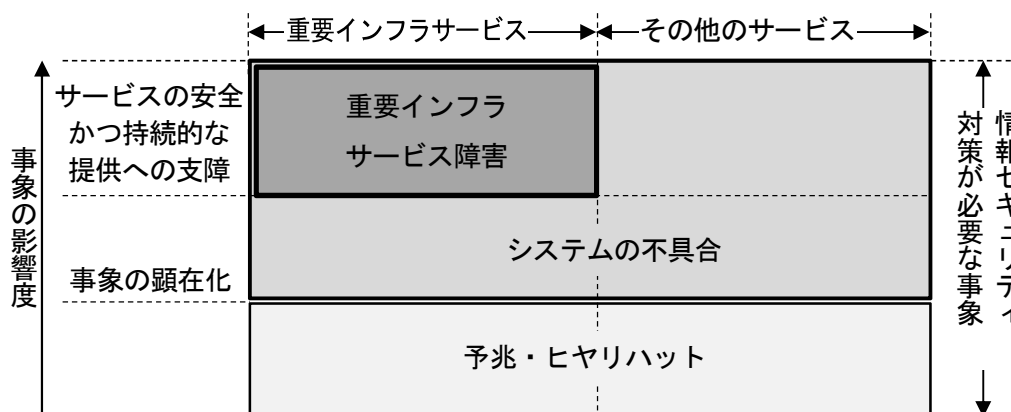 重要インフラサービス
その他のサービス
サービスの安全
かつ持続的な
提供への支障
重要インフラ
サービス障害
事象の影響度
システムの不具合
事象の顕在化
予兆・ヒヤリハット
情報セキュリティ
対策が必要な事象